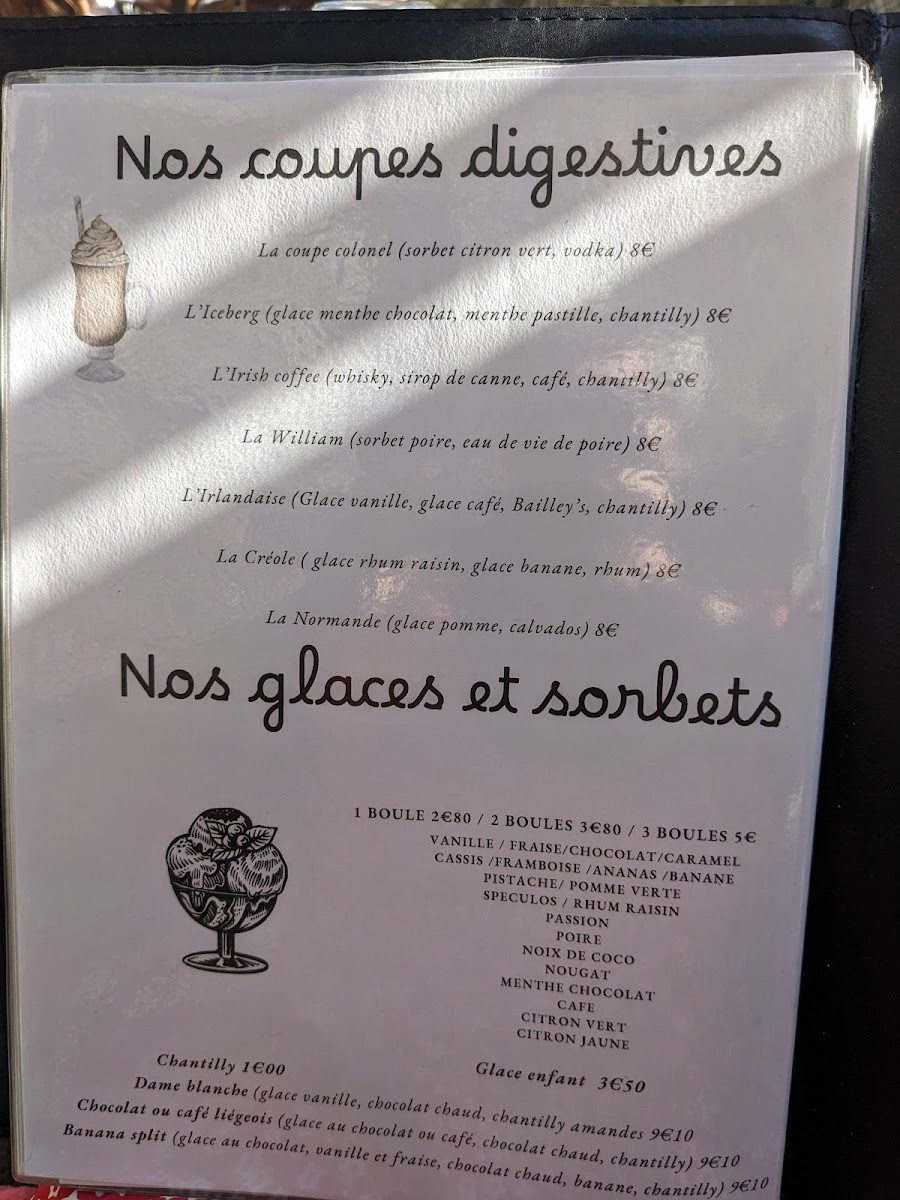 Nos coupes digestives
La coupe colonel (sorbet citron vert, vodka) 8€
L'Iceberg (glace menthe chocolat, menthe pastille, chantilly) 8€
L'Irish coffee (whisky, sirop de canne, café, chantilly) 8€
La William (sorbet poire, eau de vie de poire) 8€
L'Irlandaise (Glace vanille, glace café, Bailley's, chantilly) 8€
La Créole ( glace rhum raisin, glace banane, rhum) 8€
La Normande (glace pomme, calvados) 8€
Nos glaces et sorbets
1 BOULE 2€80 / 2 BOULES 3€80 / 3 BOULES 5€
VANILLE / FRAISE/CHOCOLAT/CARAMEL
CASSIS /FRAMBOISE /ANANAS /BANANE
PISTACHE/ POMME VERTE
SPECULOS / RHUM RAISIN
PASSION
POIRE
NOIX DE COCO
NOUGAT
MENTHE CHOCOLAT
CAFE
CITRON VERT
CITRON JAUNE
Chantilly 1€00
Glace enfant 3€50
Dame blanche (glace vanille, chocolat chaud, chantilly amandes 9€10
Chocolat ou café liégeois (glace au chocolat ou café, chocolat chaud, chantilly) 9€10
Banana split (glace au chocolat, vanille et fraise, chocolat chaud, banane, chantilly) 9€10